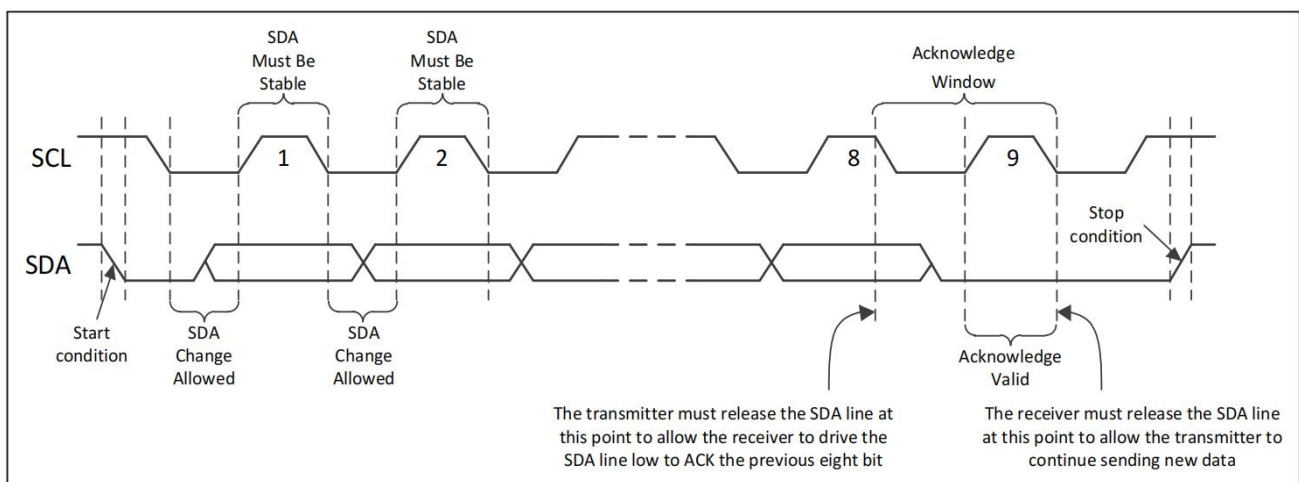 SDA
Must Be
Stable
SDA
Must Be
Stable
Acknowledge
Window
SCL
1
2
8
9
SDA
Stop
condition
Start
condition
SDA
Change
Allowed
SDA
Change
Allowed
Acknowledge
Valid
The transmitter must release the SDA line at
this point to allow the receiver to drive the
SDA line low to ACK the previous eight bit
The receiver must release the SDA line
at this point to allow the transmitter to
continue sending new data